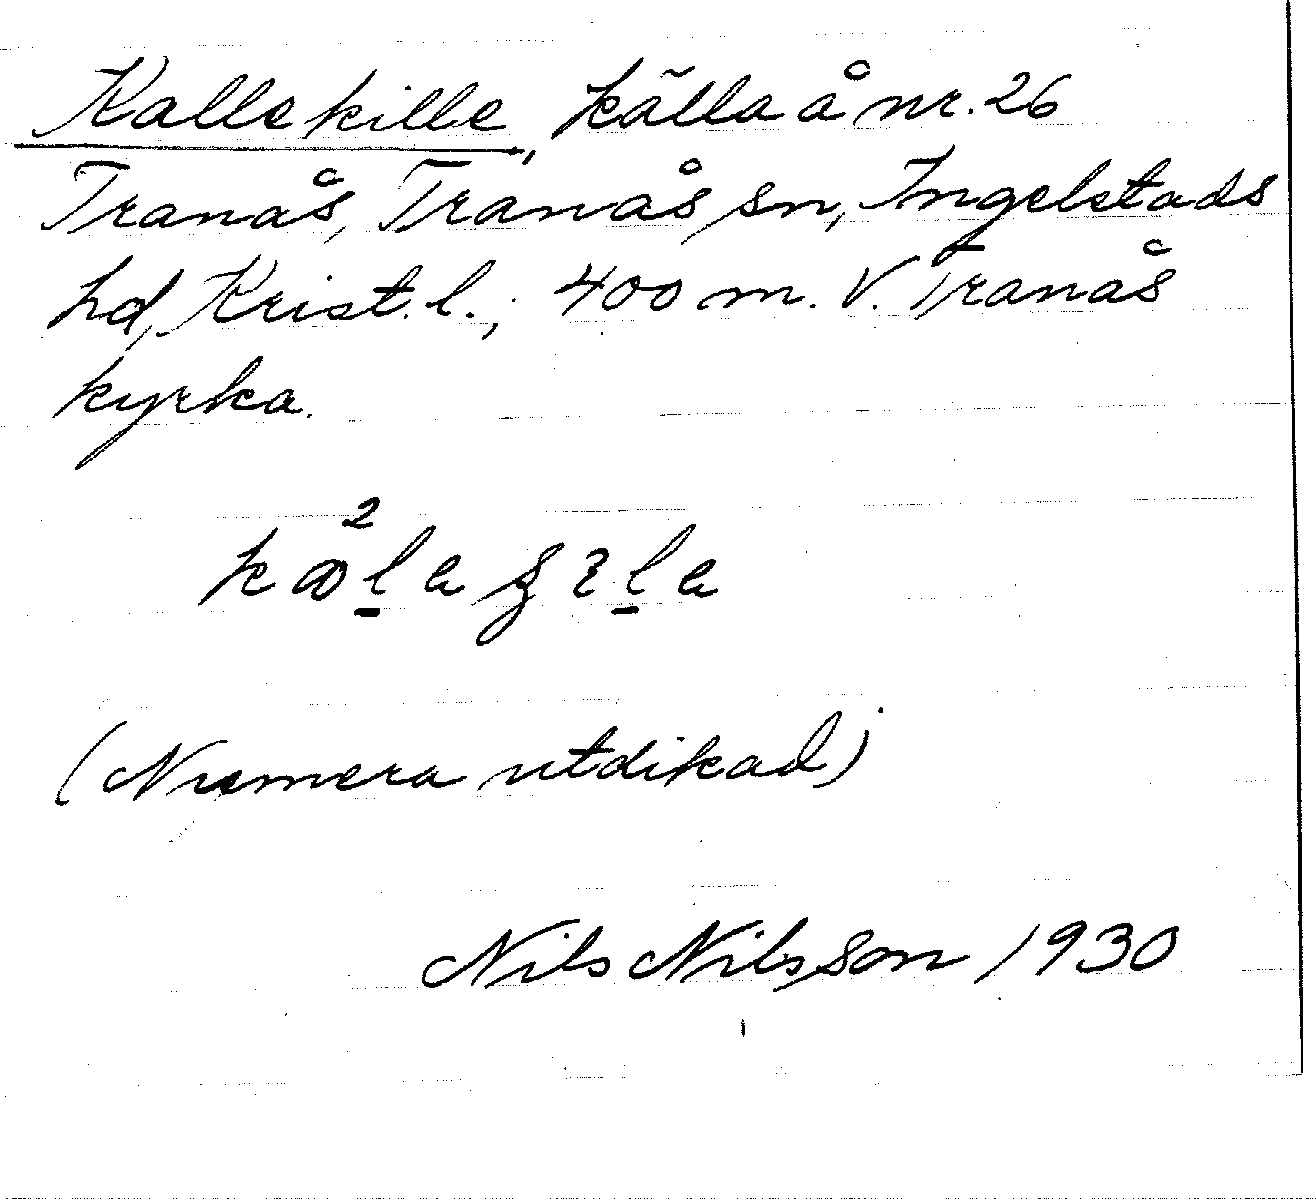 Kallekille, källa å nr. 26
Tranås, Tranås sn, Ingelstads
hd, Krist. l.; 400 m. V. Tranås
kyrka.
(Numera utdikad)
Nils Nilsson 1930